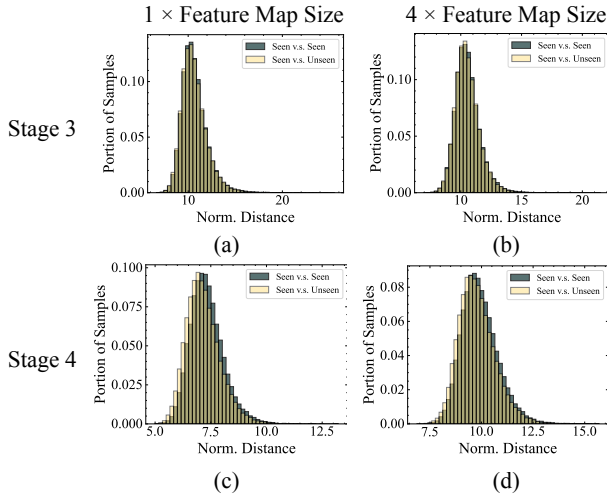 1 × Feature Map Size
4 × Feature Map Size
Stage 3
Portion of Samples
0.10
0.05
0.00
10
20
Norm. Distance
Seen v.s. Seen
Seen v.s. Unseen
(a)
Portion of Samples
0.10
0.05
0.00
10
15
20
Norm. Distance
Seen v.s. Seen
Seen v.s. Unseen
(b)
Stage 4
Portion of Samples
0.100
0.075
0.050
0.025
0.000
5.0
7.5
10.0
12.5
Norm. Distance
Seen v.s. Seen
Seen v.s. Unseen
(c)
Portion of Samples
0.08
0.06
0.04
0.02
0.00
7.5
10.0
12.5
15.0
Norm. Distance
Seen v.s. Seen
Seen v.s. Unseen
(d)